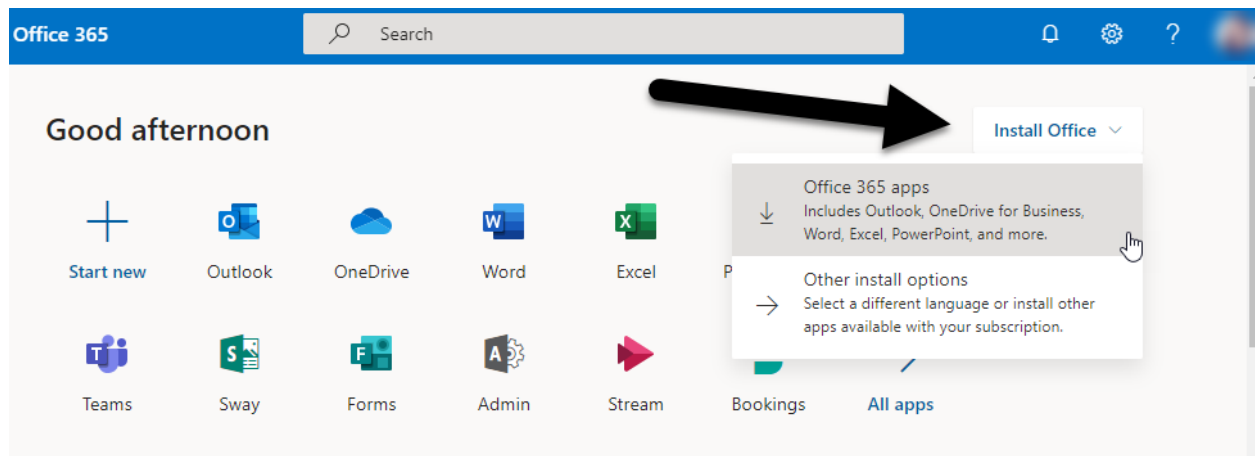 Office 365
Search
?
Good afternoon
Install Office
Office 365 apps
Includes Outlook, OneDrive for Business,
Word, Excel, PowerPoint, and more.
Other install options
Select a different language or install other
apps available with your subscription.
Start new
Outlook
OneDrive
Word
Excel
P
Teams
Sway
Forms
Admin
Stream
Bookings
All apps